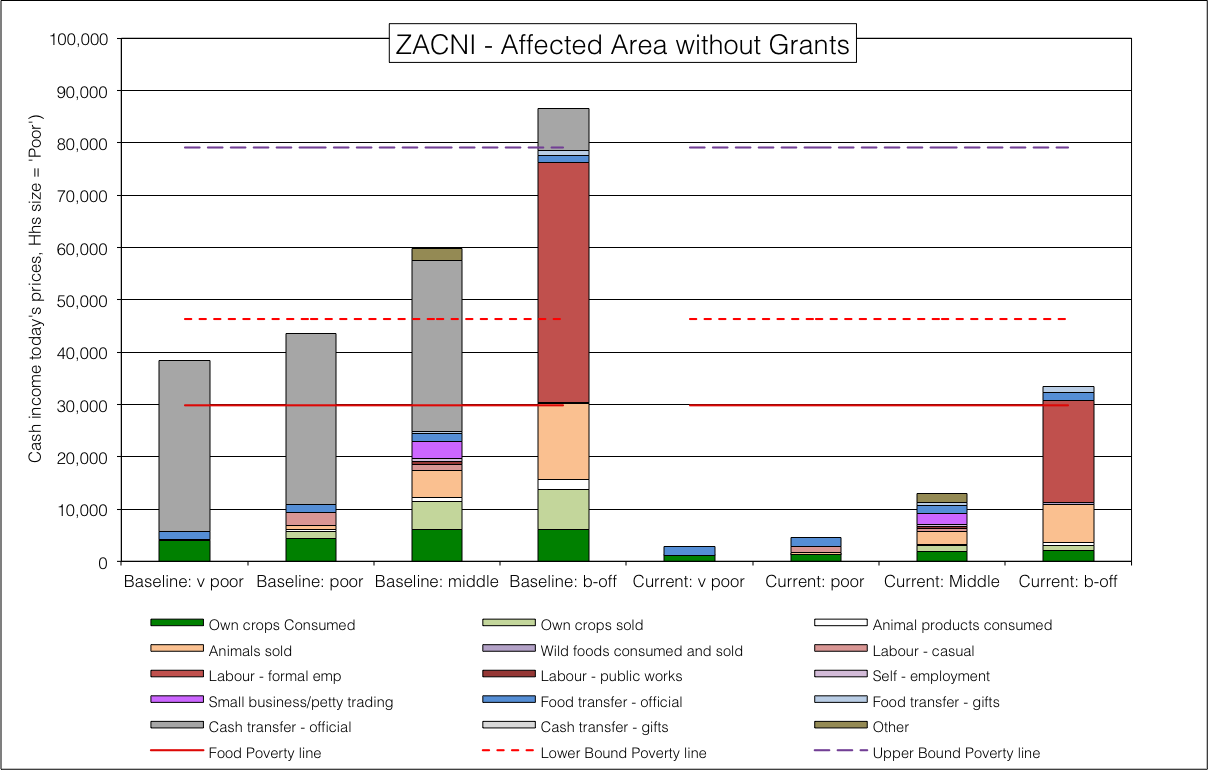 ZACNI - Affected Area without Grants
Cash income today's prices, Hhs size = 'Poor')
100,000
90,000
80,000
70,000
60,000
50,000
40,000
30,000
20,000
10,000
0
Baseline: v poor Baseline: poor Baseline: middle Baseline: b-off Current: v poor Current: poor Current: Middle Current: b-off
Own crops Consumed Own crops sold Animal products consumed
Animals sold Wild foods consumed and sold Labour - casual
Labour - formal emp Labour - public works Self - employment
Small business/petty trading Food transfer - official Food transfer - gifts
Cash transfer - official Cash transfer - gifts Other
Food Poverty line Lower Bound Poverty line Upper Bound Poverty line